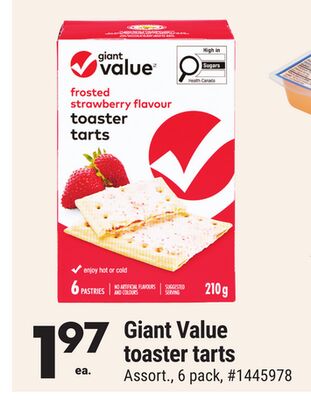 giant
value
High in
Sugars
Health Canada
frosted
strawberry flavour
toaster
tarts
enjoy hot or cold
6 PASTRIES
NO ARTIFICIAL FLAVOURS
AND COLOURS
SUGGESTED
SERVING
210 g
1.97
ea.
Giant Value
toaster tarts
Assort., 6 pack, #1445978